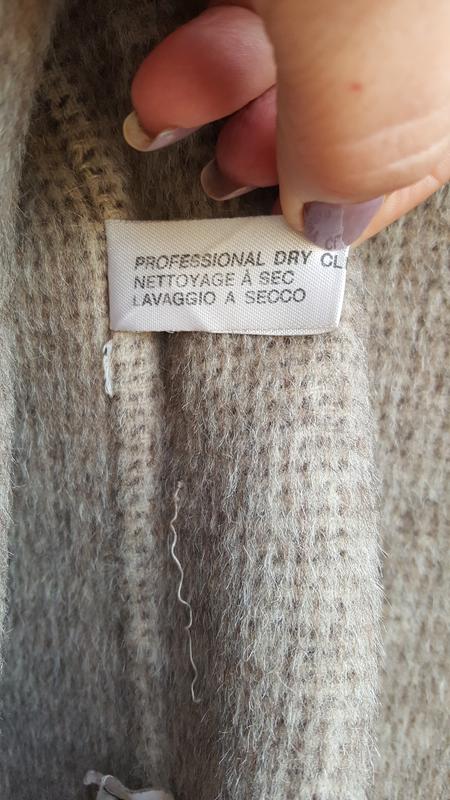 PROFESSIONAL DRY CL
NETTOYAGE À SEC
LAVAGGIO A SECCO